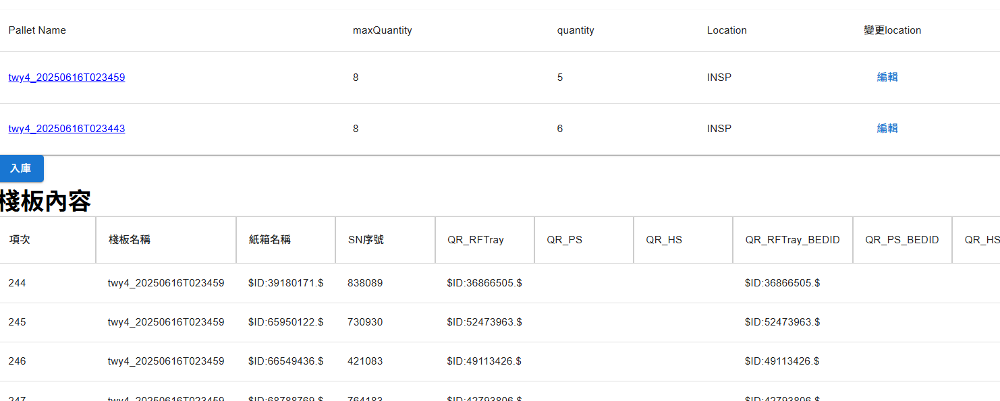 Pallet Name maxQuantity quantity Location 變更location
twy4_20250616T023459 8 5 INSP 編輯
twy4_20250616T023443 8 6 INSP 編輯
入庫
棧板內容
項次 棧板名稱 紙箱名稱 SN序號 QR_RFTray QR_PS QR_HS QR_RFTray_BEDID QR_PS_BEDID QR_HS
244 twy4_20250616T023459 $ID:39180171.$ 838089 $ID:36866505.$ $ID:36866505.$
245 twy4_20250616T023459 $ID:65950122.$ 730930 $ID:52473963.$ $ID:52473963.$
246 twy4_20250616T023459 $ID:66549436.$ 421083 $ID:49113426.$ $ID:49113426.$
247 twy4_20250616T023459 $ID:68788769.$ 764183 $ID:42793806.$ $ID:42793806.$